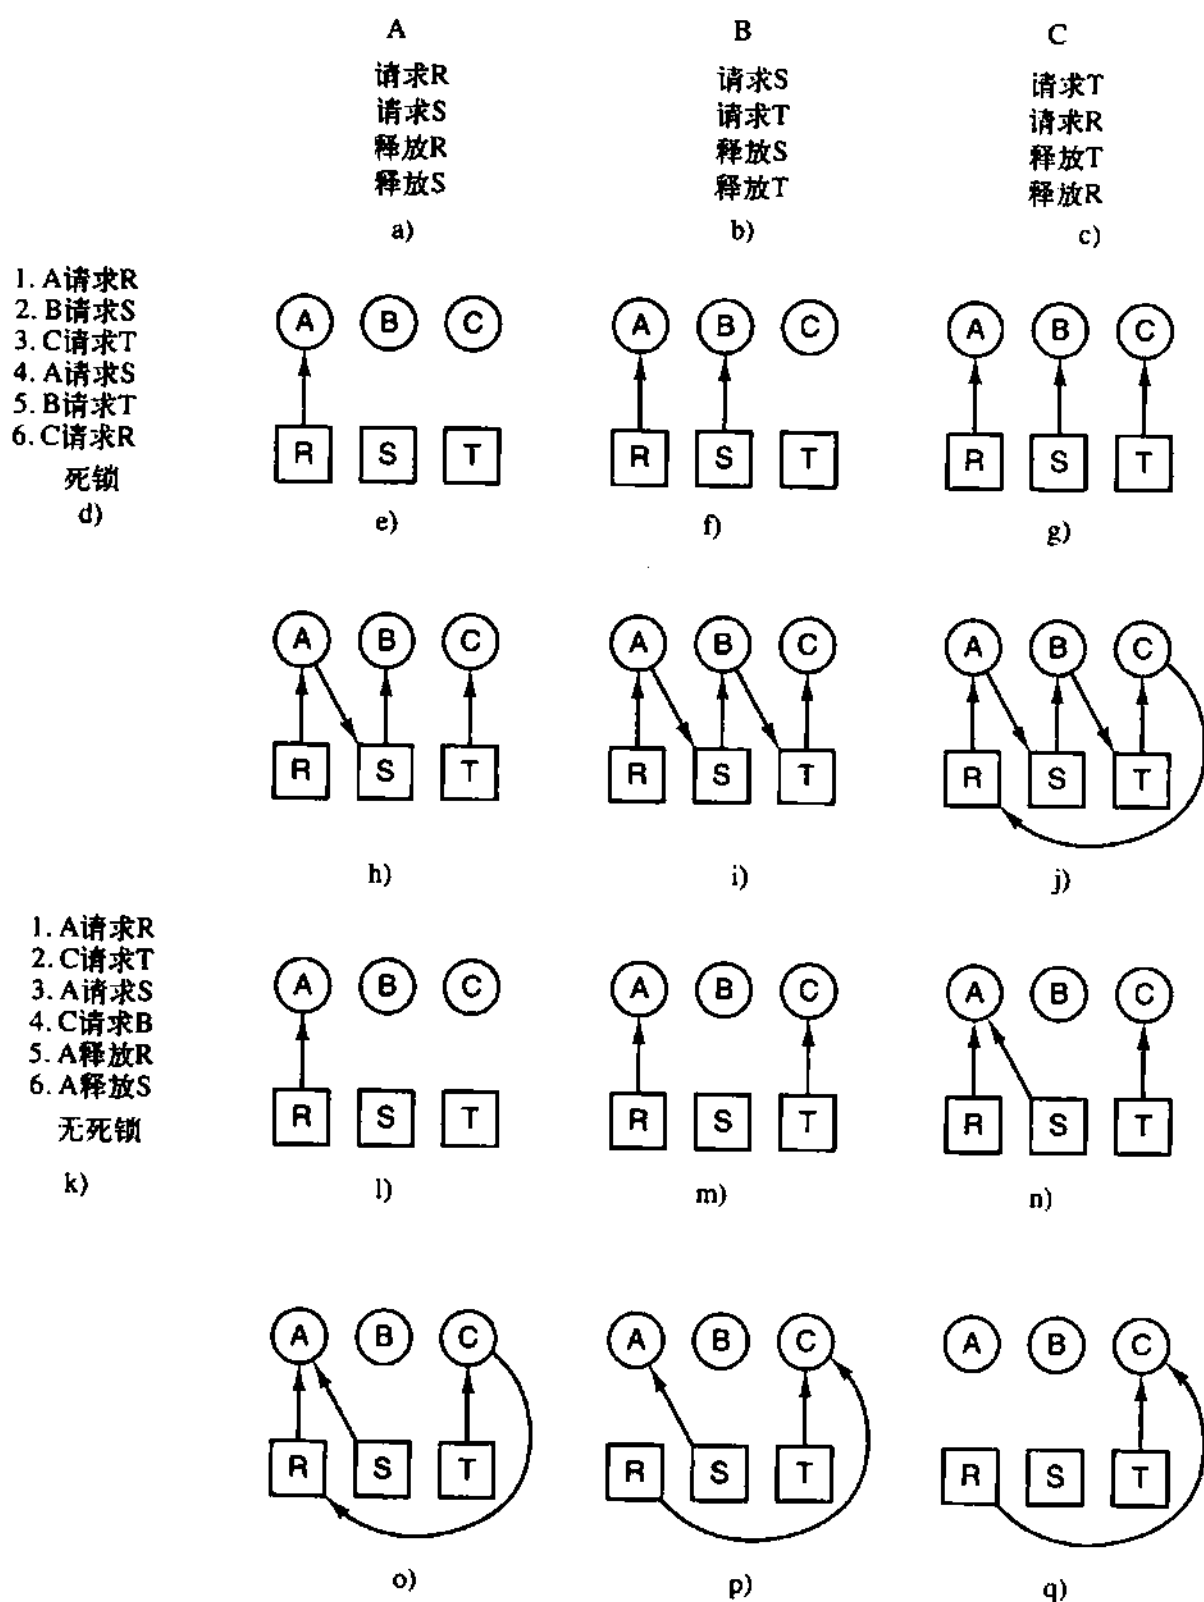 A
请求R
请求S
释放R
释放S
a)
B
请求S
请求T
释放S
释放T
b)
C
请求T
请求R
释放T
释放R
c)
1. A请求R
2. B请求S
3. C请求T
4. A请求S
5. B请求T
6. C请求R
死锁
d)
A B C
R S T
e)
A B C
R S T
f)
A B C
R S T
g)
A B C
R S T
h)
A B C
R S T
i)
A B C
R S T
j)
1. A请求R
2. C请求T
3. A请求S
4. C请求B
5. A释放R
6. A释放S
无死锁
k)
A B C
R S T
l)
A B C
R S T
m)
A B C
R S T
n)
A B C
R S T
o)
A B C
R S T
p)
A B C
R S T
q)